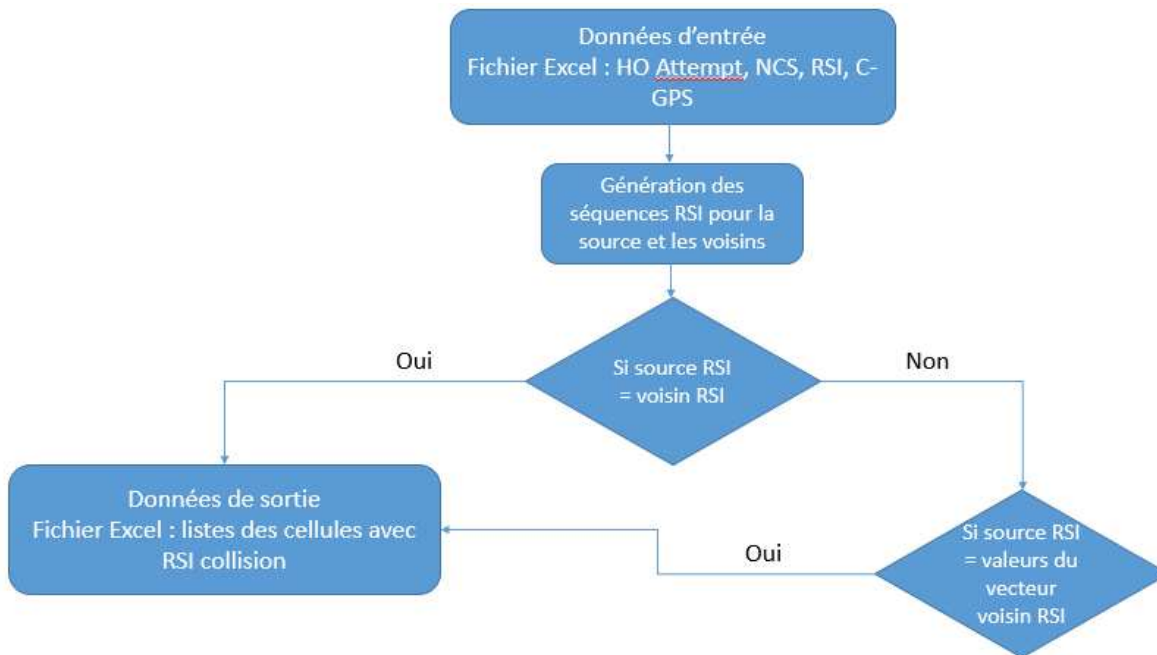 Données d'entrée
Fichier Excel : HO Attempt, NCS, RSI, C-
GPS
Génération des
séquences RSI pour la
source et les voisins
Si source RSI
= voisin RSI
Oui
Non
Données de sortie
Fichier Excel : listes des cellules avec
RSI collision
Oui
Si source RSI
= valeurs du
vecteur
voisin RSI